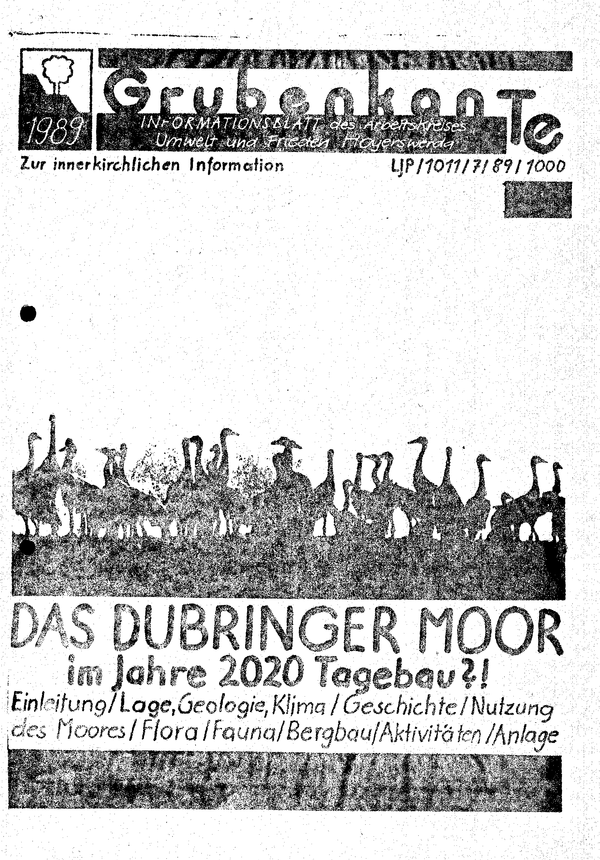 Grubenkante
1989
INFORMATIONSBLATT des Arbeitskreises
Umwelt und Frieden Hoyerswerda
Zur innerkirchlichen Information
LJP/1011/7/89/1000
DAS DUBRINGER MOOR
im Jahre 2020 Tagebau?!
Einleitung/Lage,Geologie,Klima/Geschichte/Nutzung
des Moores/Flora/Fauna/Bergbau/Aktivitäten/Anlage